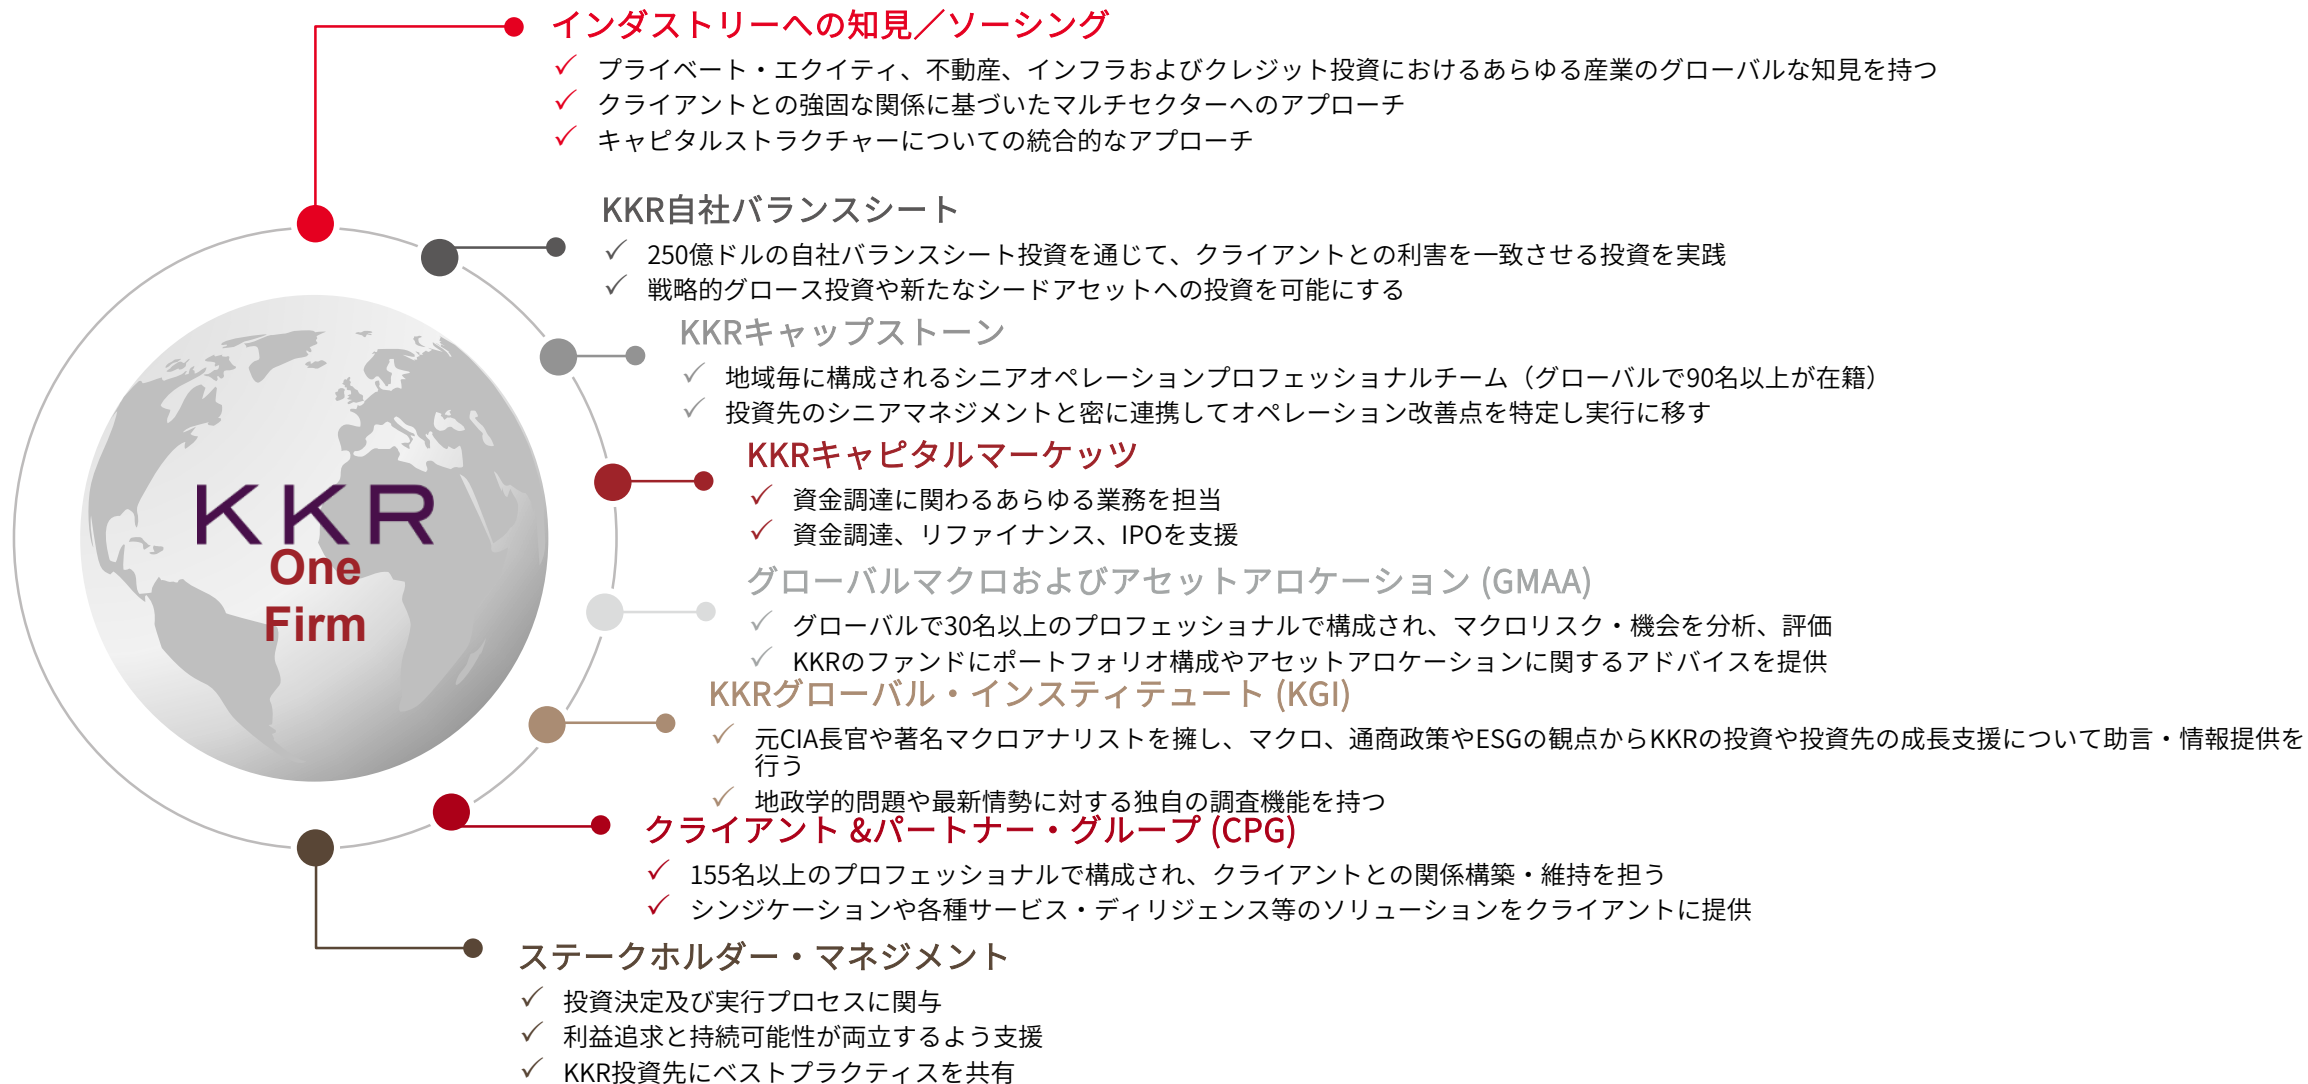 インダストリーへの知見／ソーシング
✓ プライベート・エクイティ、不動産、インフラおよびクレジット投資におけるあらゆる産業のグローバルな知見を持つ
✓ クライアントとの強固な関係に基づいたマルチセクターへのアプローチ
✓ キャピタルストラクチャーについての統合的なアプローチ
KKR自社バランスシート
✓ 250億ドルの自社バランスシート投資を通じて、クライアントとの利害を一致させる投資を実践
✓ 戦略的グロース投資や新たなシードアセットへの投資を可能にする
KKRキャップストーン
✓ 地域毎に構成されるシニアオペレーションプロフェッショナルチーム（グローバルで90名以上が在籍）
✓ 投資先のシニアマネジメントと密に連携してオペレーション改善点を特定し実行に移す
KKRキャピタルマーケッツ
✓ 資金調達に関わるあらゆる業務を担当
✓ 資金調達、リファイナンス、IPOを支援
KKR
One
Firm
グローバルマクロおよびアセットアロケーション (GMAA)
✓ グローバルで30名以上のプロフェッショナルで構成され、マクロリスク・機会を分析、評価
✓ KKRのファンドにポートフォリオ構成やアセットアロケーションに関するアドバイスを提供
KKRグローバル・インスティテュート (KGI)
✓ 元CIA長官や著名マクロアナリストを擁し、マクロ、通商政策やESGの観点からKKRの投資や投資先の成長支援について助言・情報提供を
行う
✓ 地政学的問題や最新情勢に対する独自の調査機能を持つ
クライアント &パートナー・グループ (CPG)
✓ 155名以上のプロフェッショナルで構成され、クライアントとの関係構築・維持を担う
✓ シンジケーションや各種サービス・ディリジェンス等のソリューションをクライアントに提供
ステークホルダー・マネジメント
✓ 投資決定及び実行プロセスに関与
✓ 利益追求と持続可能性が両立するよう支援
✓ KKR投資先にベストプラクティスを共有